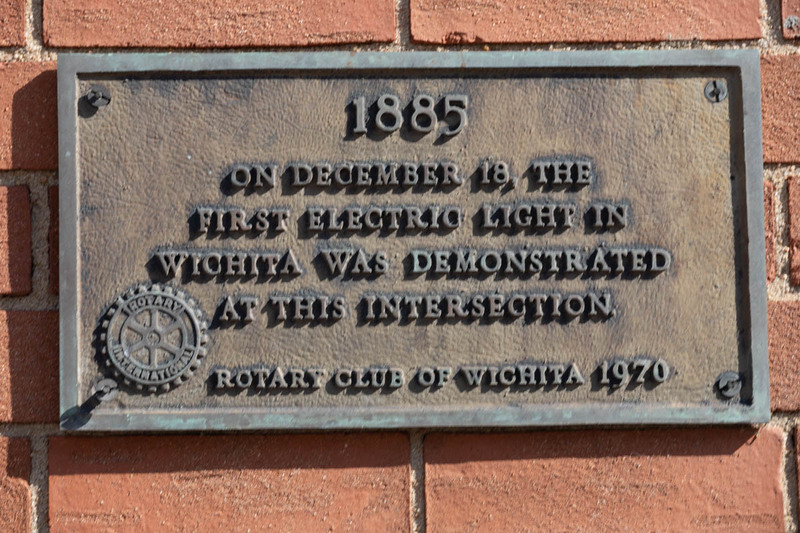 1885
ON DECEMBER 18, THE
FIRST ELECTRIC LIGHT IN
WICHITA WAS DEMONSTRATED
AT THIS INTERSECTION.
ROTARY
INTERNATIONAL
ROTARY CLUB OF WICHITA 1970